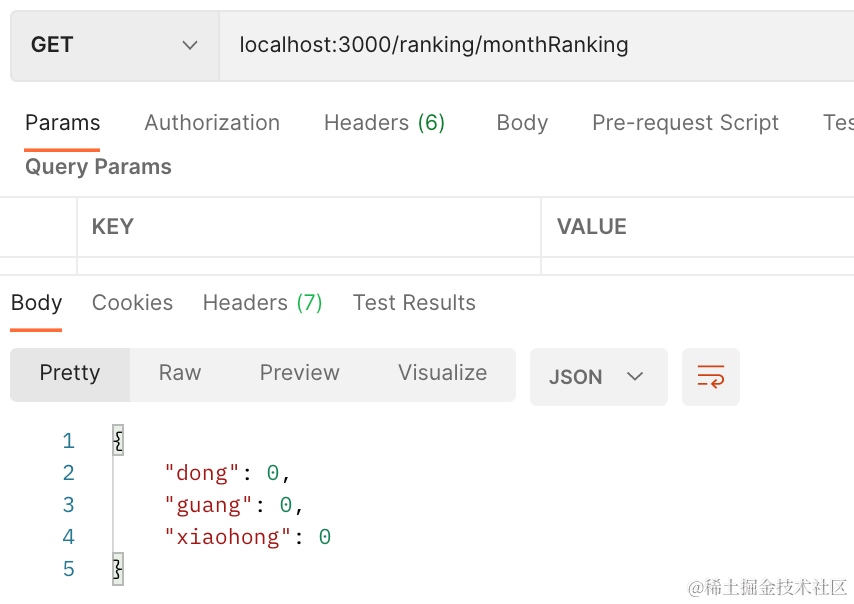 GET localhost:3000/ranking/monthRanking
Params Authorization Headers (6) Body Pre-request Script Tes
Query Params
KEY VALUE
Body Cookies Headers (7) Test Results
Pretty Raw Preview Visualize JSON
1 {
2 "dong": 0,
3 "guang": 0,
4 "xiaohong": 0
5 }
@稀土掘金技术社区